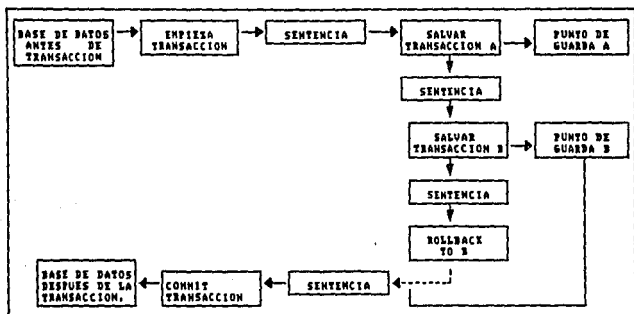 BASE DE DATOS
ANTES DE
TRANSACCION
EMPIEZA
TRANSACCION
SENTENCIA
SALVAR
TRANSACCION A
PUNTO DE
GUARDA A
SENTENCIA
SALVAR
TRANSACCION B
PUNTO DE
GUARDA B
SENTENCIA
ROLLBACK
TO B
BASE DE DATOS
DESPUES DE LA
TRANSACCION.
COMMIT
TRANSACCION
SENTENCIA